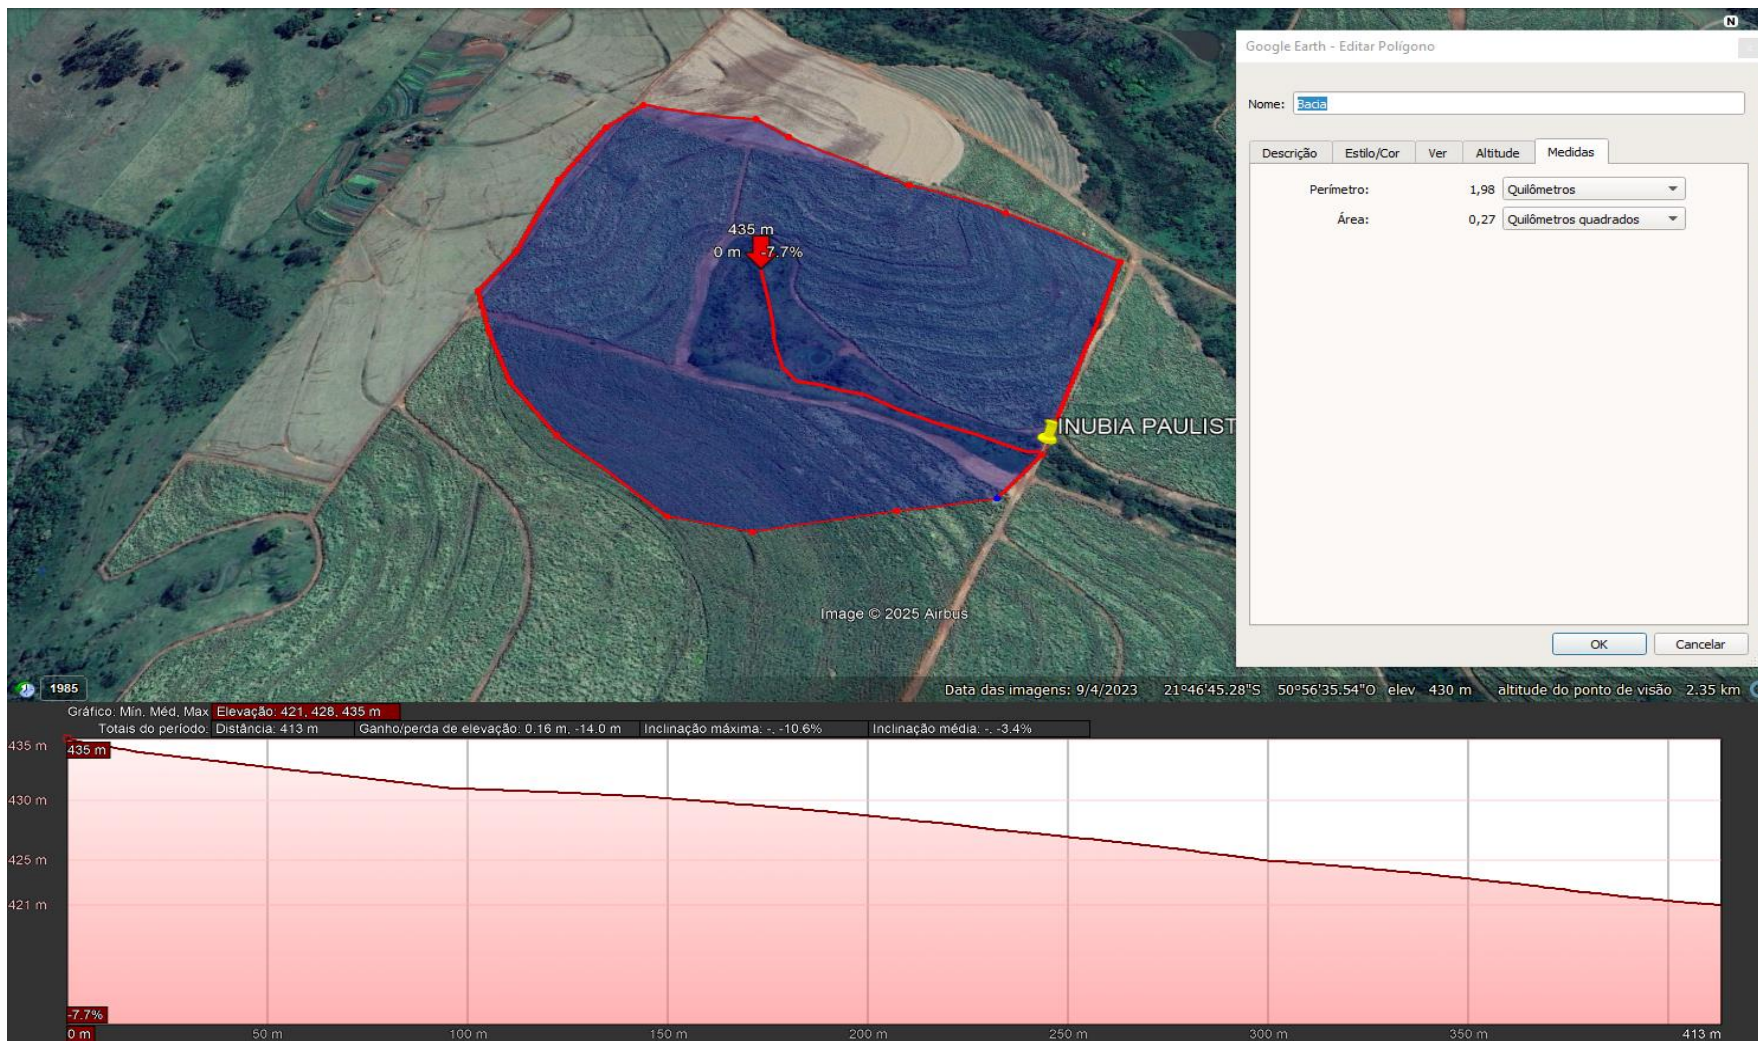 N
Google Earth - Editar Polígono
Nome: Bacia
Descrição Estilo/Cor Ver Altitude Medidas
Perímetro: 1,98 Quilômetros
Área: 0,27 Quilômetros quadrados
435 m
0 m -7.7%
INUBIA PAULIST
Image © 2025 Airbus
OK Cancelar
1985
Data das imagens: 9/4/2023 21°46'45.28"S 50°56'35.54"O elev 430 m altitude do ponto de visão 2.35 km
Gráfico: Mín, Méd, Max Elevação: 421, 428, 435 m
Totais do período: Distância: 413 m Ganho/perda de elevação: 0.16 m, -14.0 m Inclinação máxima: -, -10.6% Inclinação média: -, -3.4%
435 m
435 m
430 m
425 m
421 m
-7.7%
0 m 50 m 100 m 150 m 200 m 250 m 300 m 350 m 413 m